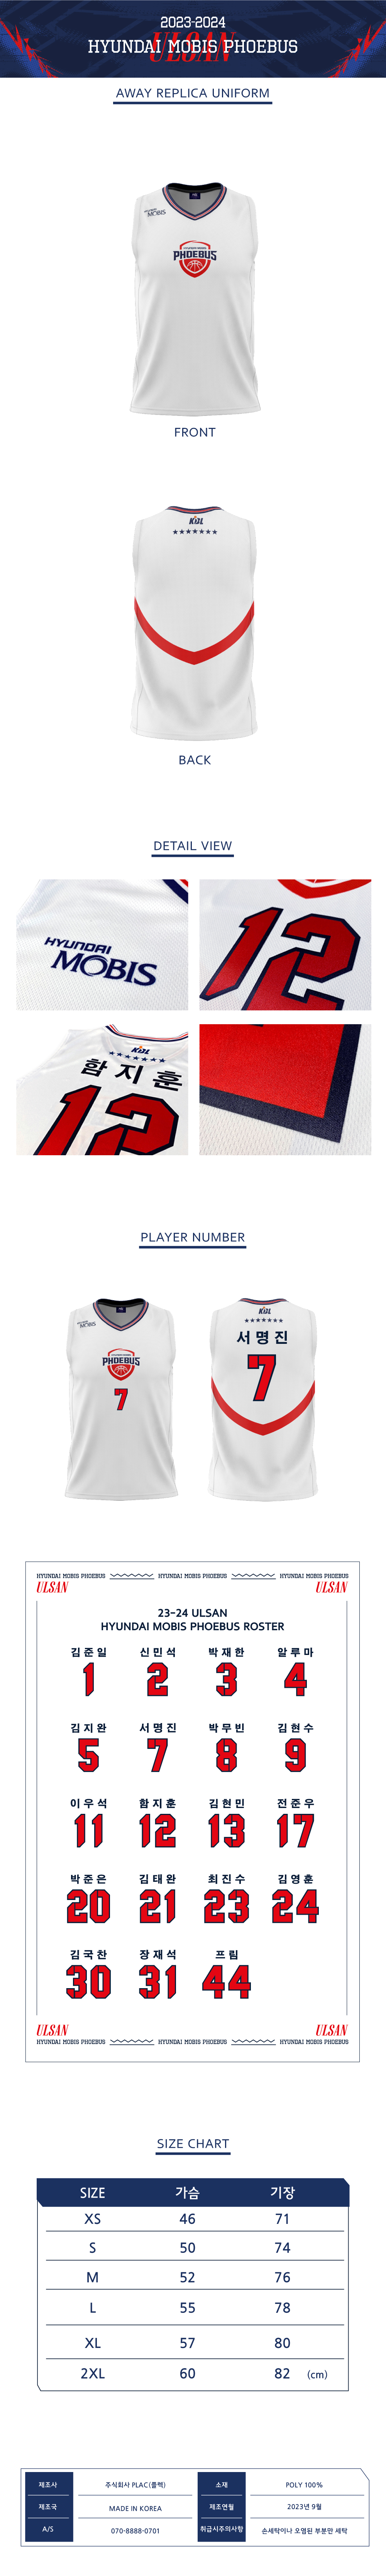 2023-2024
ULSAN
HYUNDAI MOBIS PHOEBUS
AWAY REPLICA UNIFORM
HYUNDAI
MOBIS
PHOEBUS
FRONT
KBL
BACK
DETAIL VIEW
HYUNDAI
MOBIS
12
KBL
함지훈
12
PLAYER NUMBER
HYUNDAI
MOBIS
PHOEBUS
7
KBL
서명진
7
HYUNDAI MOBIS PHOEBUS HYUNDAI MOBIS PHOEBUS HYUNDAI MOBIS PHOEBUS
ULSAN ULSAN
23-24 ULSAN
HYUNDAI MOBIS PHOEBUS ROSTER
김준일 신민석 박재한 알루마
1 2 3 4
김지완 서명진 박무빈 김현수
5 7 8 9
이우석 함지훈 김현민 전준우
11 12 13 17
박준은 김태완 최진수 김영훈
20 21 23 24
김국찬 장재석 프림
30 31 44
ULSAN ULSAN
HYUNDAI MOBIS PHOEBUS HYUNDAI MOBIS PHOEBUS HYUNDAI MOBIS PHOEBUS
SIZE CHART
SIZE 가슴 기장
XS 46 71
S 50 74
M 52 76
L 55 78
XL 57 80
2XL 60 82 (cm)
제조사 주식회사 PLAC(플랙) 소재 POLY 100%
제조국 MADE IN KOREA 제조연월 2023년 9월
A/S 070-8888-0701 취급시주의사항 손세탁이나 오염된 부분만 세탁